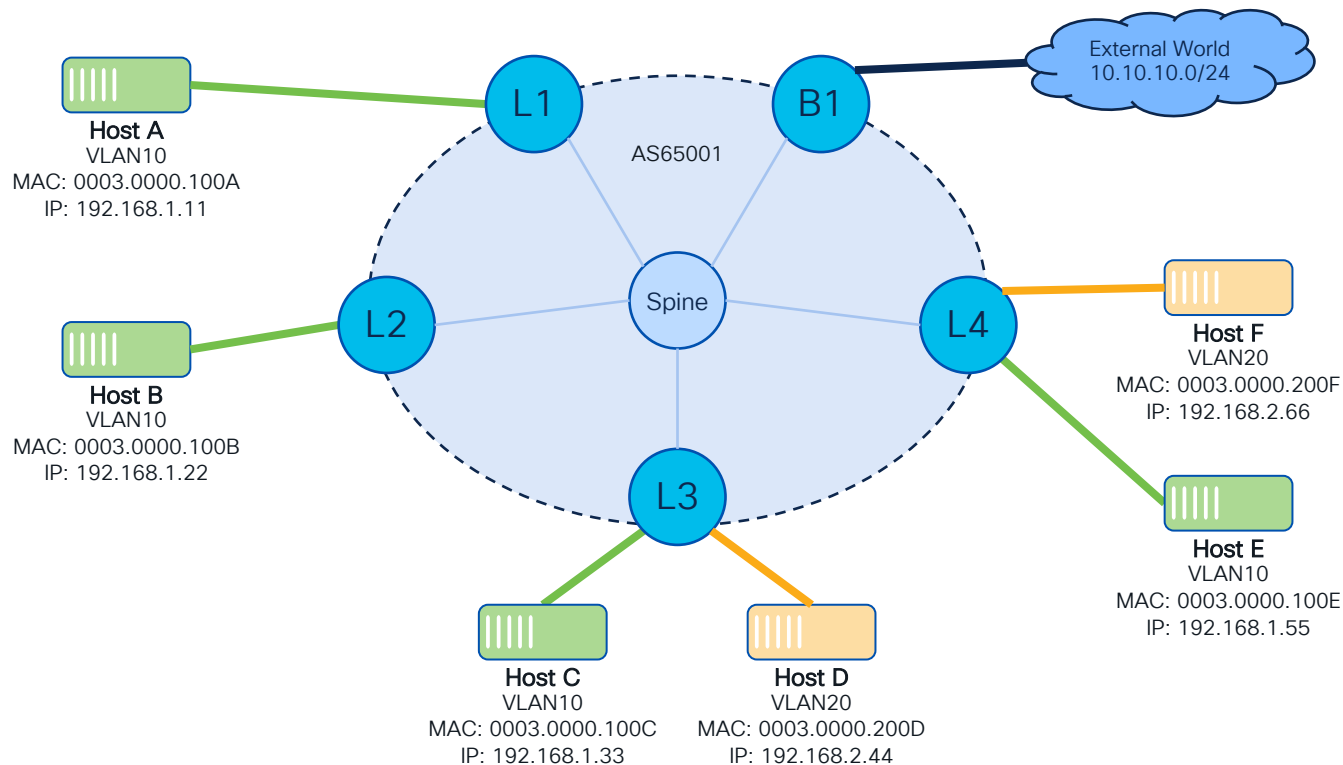 External World
10.10.10.0/24
L1
B1
Host A
VLAN10
MAC: 0003.0000.100A
IP: 192.168.1.11
AS65001
Spine
L2
L4
Host B
VLAN10
MAC: 0003.0000.100B
IP: 192.168.1.22
Host F
VLAN20
MAC: 0003.0000.200F
IP: 192.168.2.66
L3
Host E
VLAN10
MAC: 0003.0000.100E
IP: 192.168.1.55
Host C
VLAN10
MAC: 0003.0000.100C
IP: 192.168.1.33
Host D
VLAN20
MAC: 0003.0000.200D
IP: 192.168.2.44